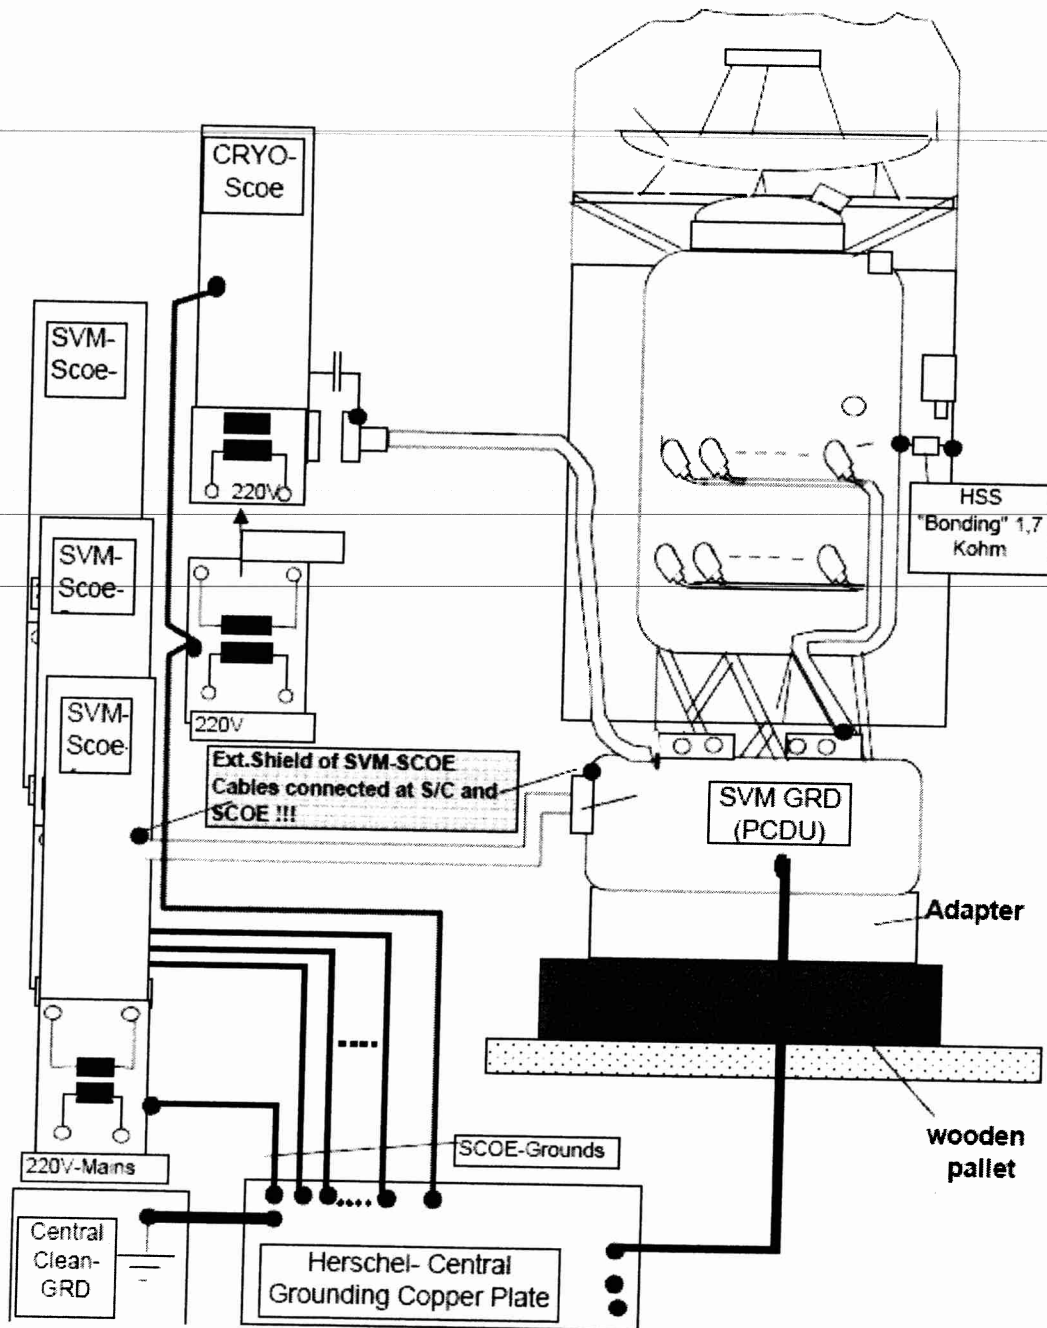 CRYO-
Scoe
SVM-
Scoe-
220V
HSS
"Bonding" 1,7
Kohm
SVM-
Scoe-
SVM-
Scoe-
220V
Ext.Shield of SVM-SCOE
Cables connected at S/C and
SCOE !!!
SVM GRD
(PCDU)
Adapter
wooden
pallet
SCOE-Grounds
220V-Mains
Central
Clean-
GRD
Herschel- Central
Grounding Copper Plate